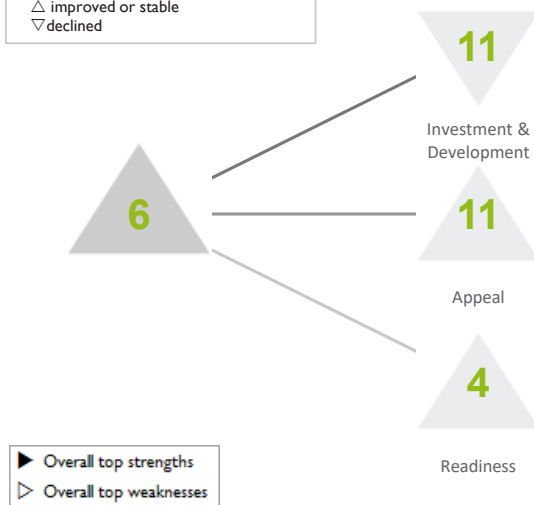 △ improved or stable
▽ declined
11
Investment &
Development
6
11
Appeal
4
Readiness
▶ Overall top strengths
▷ Overall top weaknesses